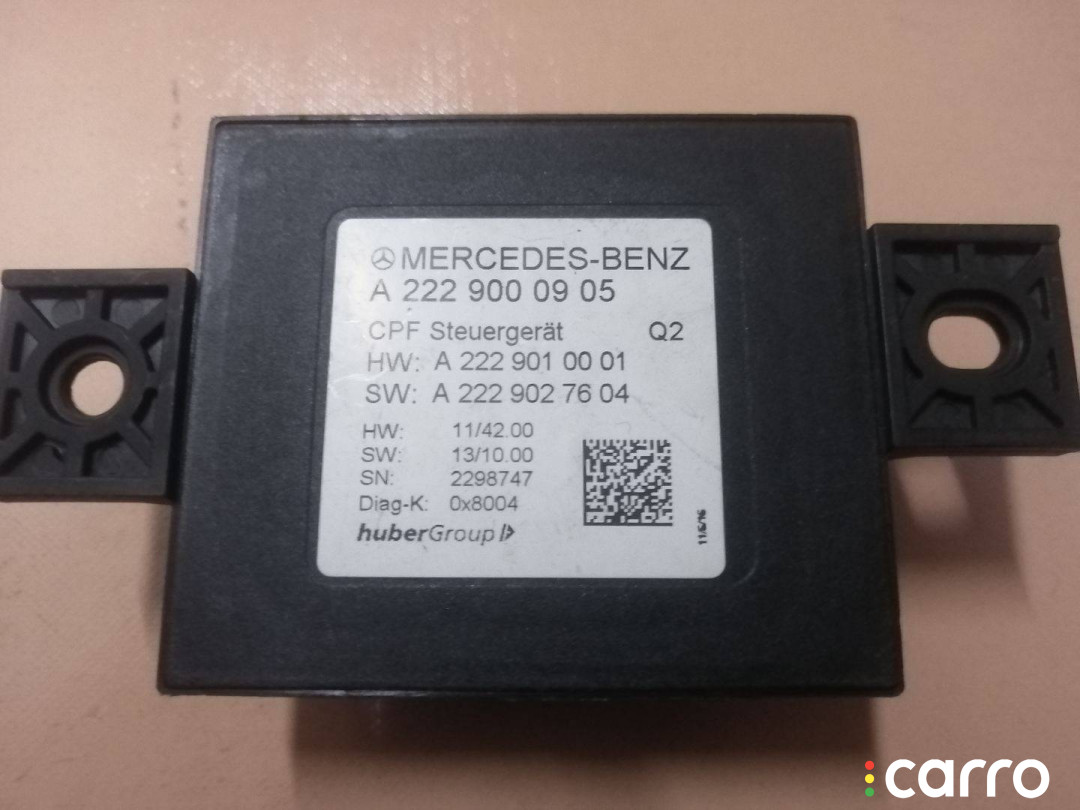 MERCEDES-BENZ
A 222 900 09 05
CPF Steuergerät Q2
HW: A 222 901 00 01
SW: A 222 902 76 04
HW: 11/42.00
SW: 13/10.00
SN: 2298747
Diag-K: 0x8004
huberGroup
carro